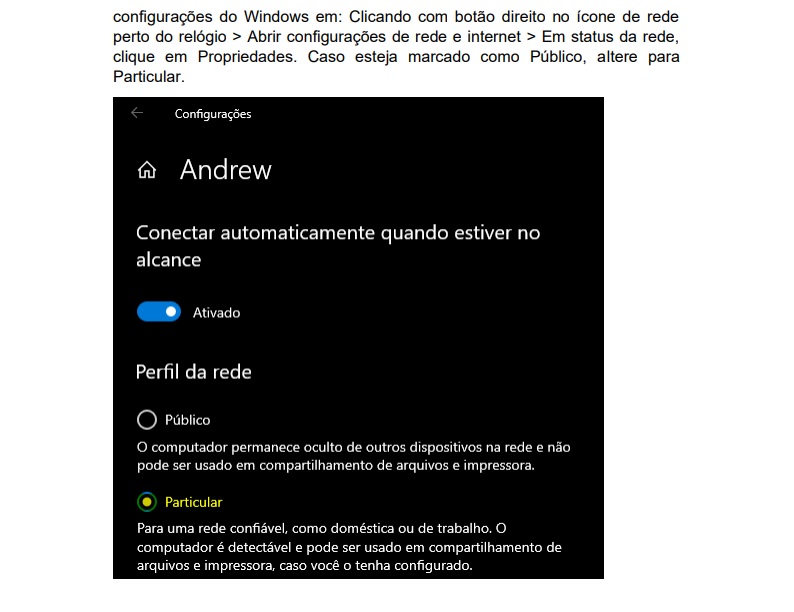 configurações do Windows em: Clicando com botão direito no ícone de rede
perto do relógio > Abrir configurações de rede e internet > Em status da rede,
clique em Propriedades. Caso esteja marcado como Público, altere para
Particular.
Configurações
Andrew
Conectar automaticamente quando estiver no
alcance
Ativado
Perfil da rede
Público
O computador permanece oculto de outros dispositivos na rede e não
pode ser usado em compartilhamento de arquivos e impressora.
Particular
Para uma rede confiável, como doméstica ou de trabalho. O
computador é detectável e pode ser usado em compartilhamento de
arquivos e impressora, caso você o tenha configurado.